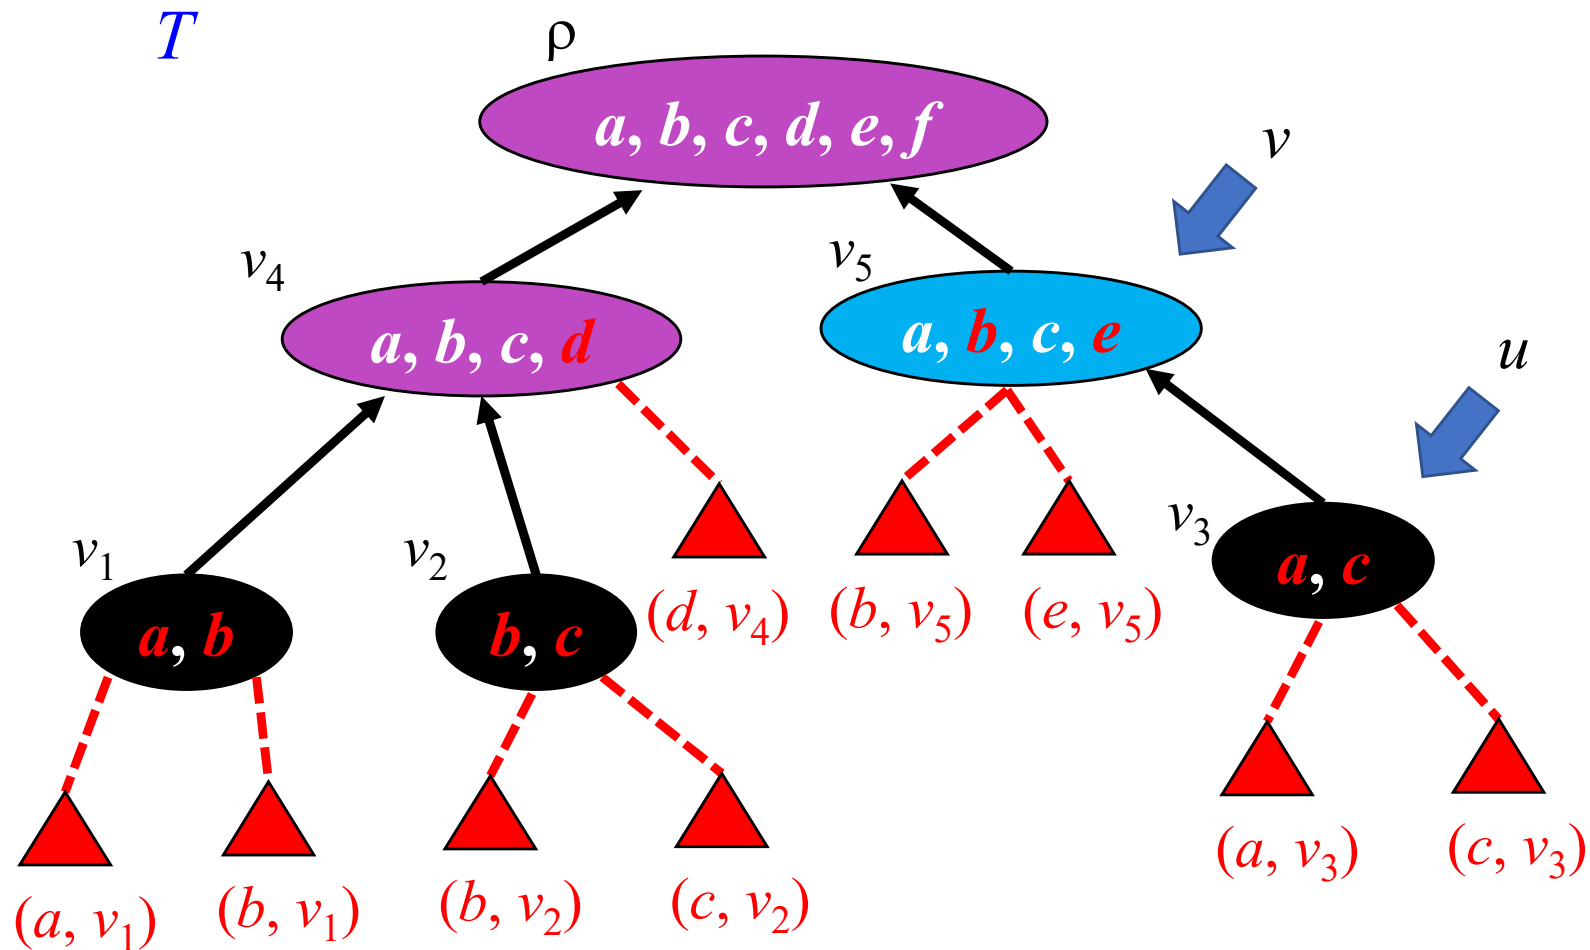 T
ρ
a, b, c, d, e, f
v
v4
v5
a, b, c, d
a, b, c, e
u
v1
v2
v3
a, c
a, b
b, c
(d, v4)
(b, v5)
(e, v5)
(a, v3)
(c, v3)
(a, v1)
(b, v1)
(b, v2)
(c, v2)